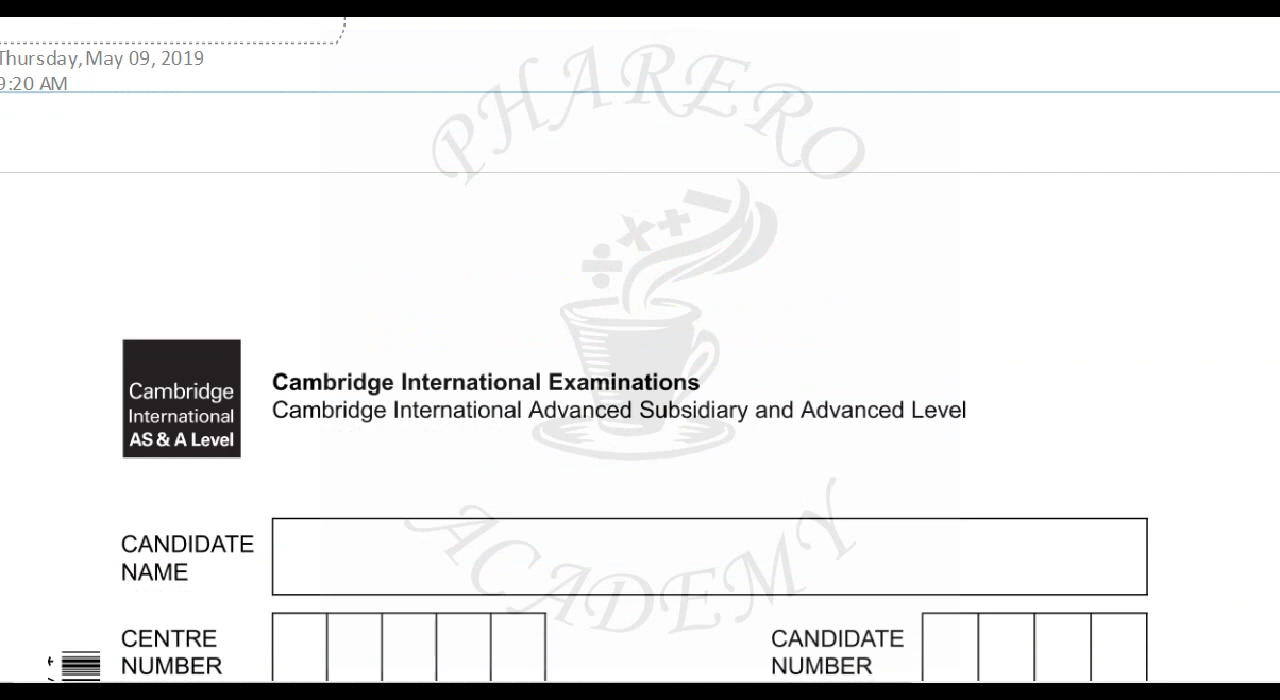 Thursday, May 09, 2019
9:20 AM
PHARERO
Cambridge
International
AS & A Level
Cambridge International Examinations
Cambridge International Advanced Subsidiary and Advanced Level
ACADEMY
CANDIDATE
NAME
CENTRE
NUMBER
CANDIDATE
NUMBER